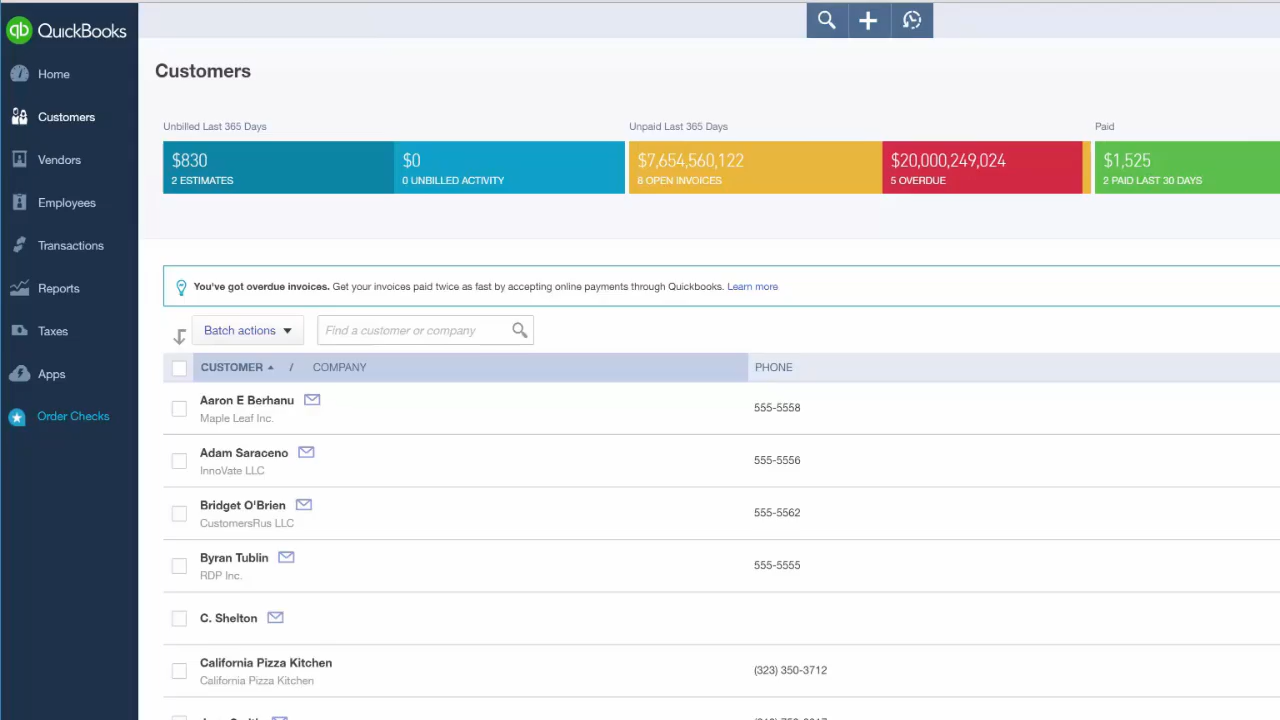 QuickBooks
Home
Customers
Vendors
Employees
Transactions
Reports
Taxes
Apps
Order Checks
Customers
Unbilled Last 365 Days
Unpaid Last 365 Days
Paid
$830
2 ESTIMATES
$0
0 UNBILLED ACTIVITY
$7,654,560,122
8 OPEN INVOICES
$20,000,249,024
5 OVERDUE
$1,525
2 PAID LAST 30 DAYS
You've got overdue invoices. Get your invoices paid twice as fast by accepting online payments through Quickbooks. Learn more
Batch actions
Find a customer or company
CUSTOMER / COMPANY
PHONE
Aaron E Berhanu
Maple Leaf Inc.
555-5558
Adam Saraceno
InnoVate LLC
555-5556
Bridget O'Brien
CustomersRus LLC
555-5562
Byran Tublin
RDP Inc.
555-5555
C. Shelton
California Pizza Kitchen
California Pizza Kitchen
(323) 350-3712